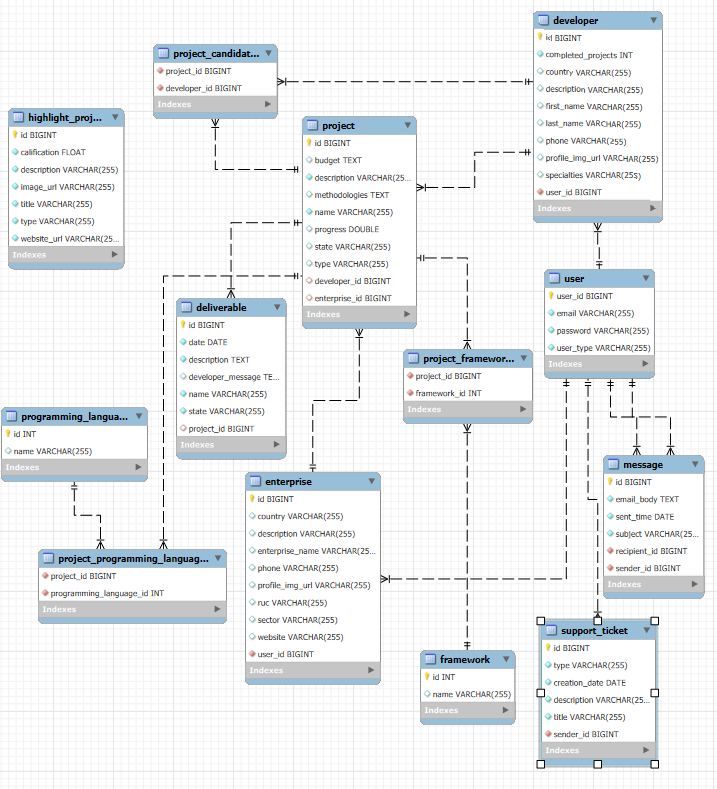 developer
id BIGINT
completed_projects INT
country VARCHAR(255)
description VARCHAR(255)
first_name VARCHAR(255)
last_name VARCHAR(255)
phone VARCHAR(255)
profile_img_url VARCHAR(255)
specialties VARCHAR(255)
user_id BIGINT
Indexes
project_candidat...
project_id BIGINT
developer_id BIGINT
Indexes
highlight_proj...
id BIGINT
calification FLOAT
description VARCHAR(255)
image_url VARCHAR(255)
title VARCHAR(255)
type VARCHAR(255)
website_url VARCHAR(25...
Indexes
project
id BIGINT
budget TEXT
description VARCHAR(25...
methodologies TEXT
name VARCHAR(255)
progress DOUBLE
state VARCHAR(255)
type VARCHAR(255)
developer_id BIGINT
enterprise_id BIGINT
Indexes
user
user_id BIGINT
email VARCHAR(255)
password VARCHAR(255)
user_type VARCHAR(255)
Indexes
deliverable
id BIGINT
date DATE
description TEXT
developer_message TE...
name VARCHAR(255)
state VARCHAR(255)
project_id BIGINT
Indexes
project_framewor...
project_id BIGINT
framework_id INT
Indexes
programming_langua...
id INT
name VARCHAR(255)
Indexes
message
id BIGINT
email_body TEXT
sent_time DATE
subject VARCHAR(255)
recipient_id BIGINT
sender_id BIGINT
Indexes
enterprise
id BIGINT
country VARCHAR(255)
description VARCHAR(255)
enterprise_name VARCHAR(25...
phone VARCHAR(255)
profile_img_url VARCHAR(255)
ruc VARCHAR(255)
sector VARCHAR(255)
website VARCHAR(255)
user_id BIGINT
Indexes
project_programming_languag...
project_id BIGINT
programming_language_id INT
Indexes
framework
id INT
name VARCHAR(255)
Indexes
support_ticket
id BIGINT
type VARCHAR(255)
creation_date DATE
description VARCHAR(25...
title VARCHAR(255)
sender_id BIGINT
Indexes